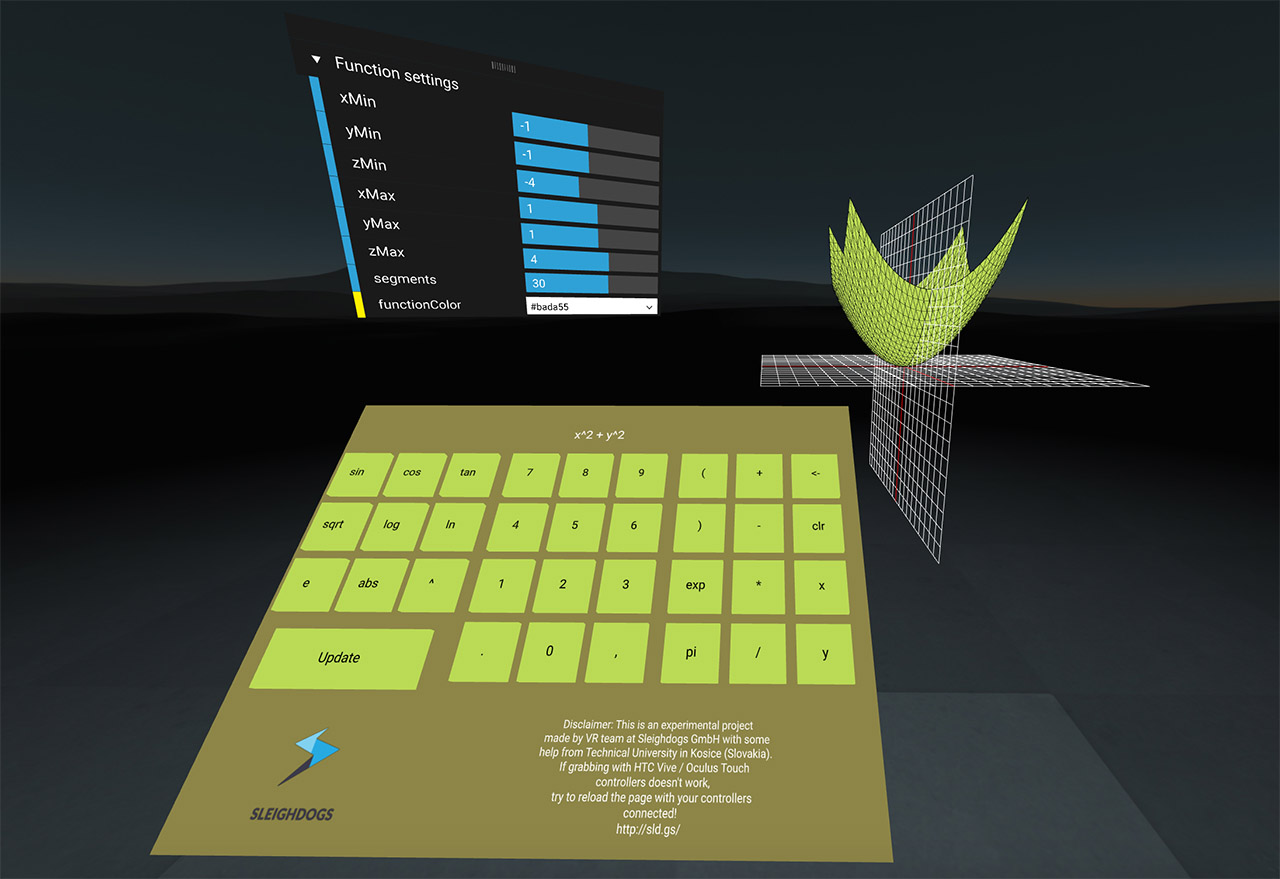 Function settings
xMin -1
yMin -1
zMin -4
xMax 1
yMax 1
zMax 4
segments 30
functionColor #bada55
x^2 + y^2
sin cos tan 7 8 9 ( + <-
sqrt log ln 4 5 6 ) - clr
e abs ^ 1 2 3 exp * x
Update . 0 , pi / y
SLEIGHDOGS
Disclaimer: This is an experimental project
made by VR team at Sleighdogs GmbH with some
help from Technical University in Kosice (Slovakia).
If grabbing with HTC Vive / Oculus Touch
controllers doesn't work,
try to reload the page with your controllers
connected!
http://sld.gs/